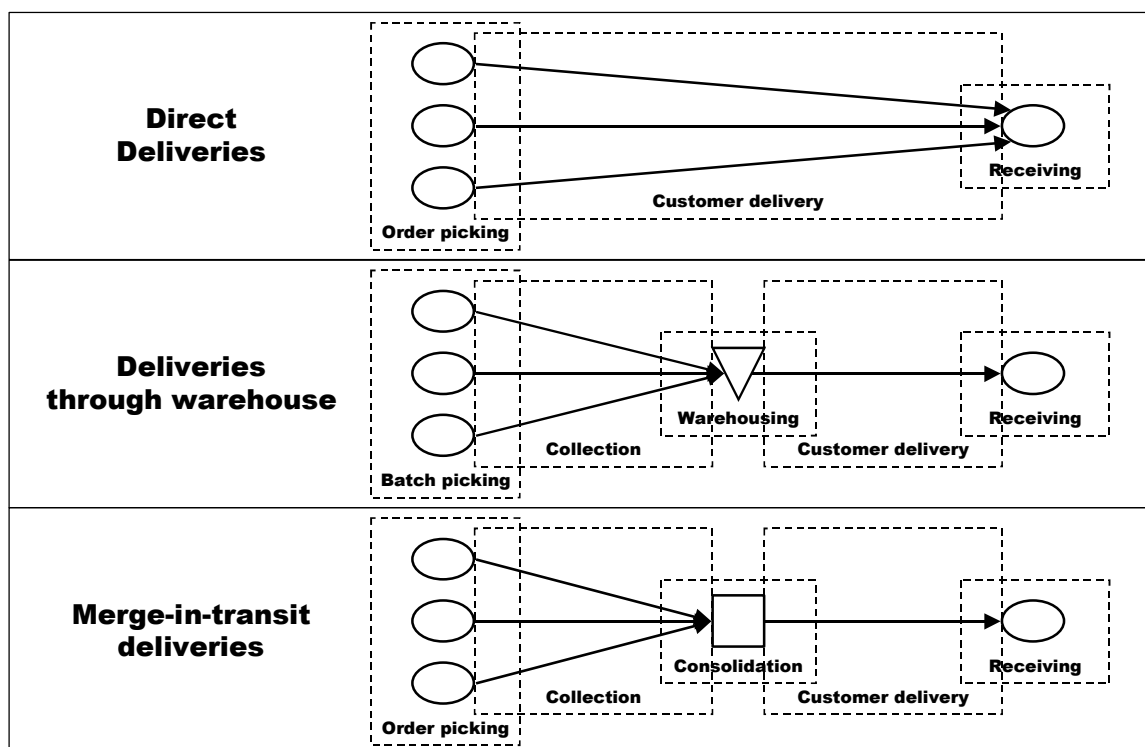 Direct
Deliveries
Order picking
Customer delivery
Receiving
Deliveries
through warehouse
Batch picking
Collection
Warehousing
Customer delivery
Receiving
Merge-in-transit
deliveries
Order picking
Collection
Consolidation
Customer delivery
Receiving